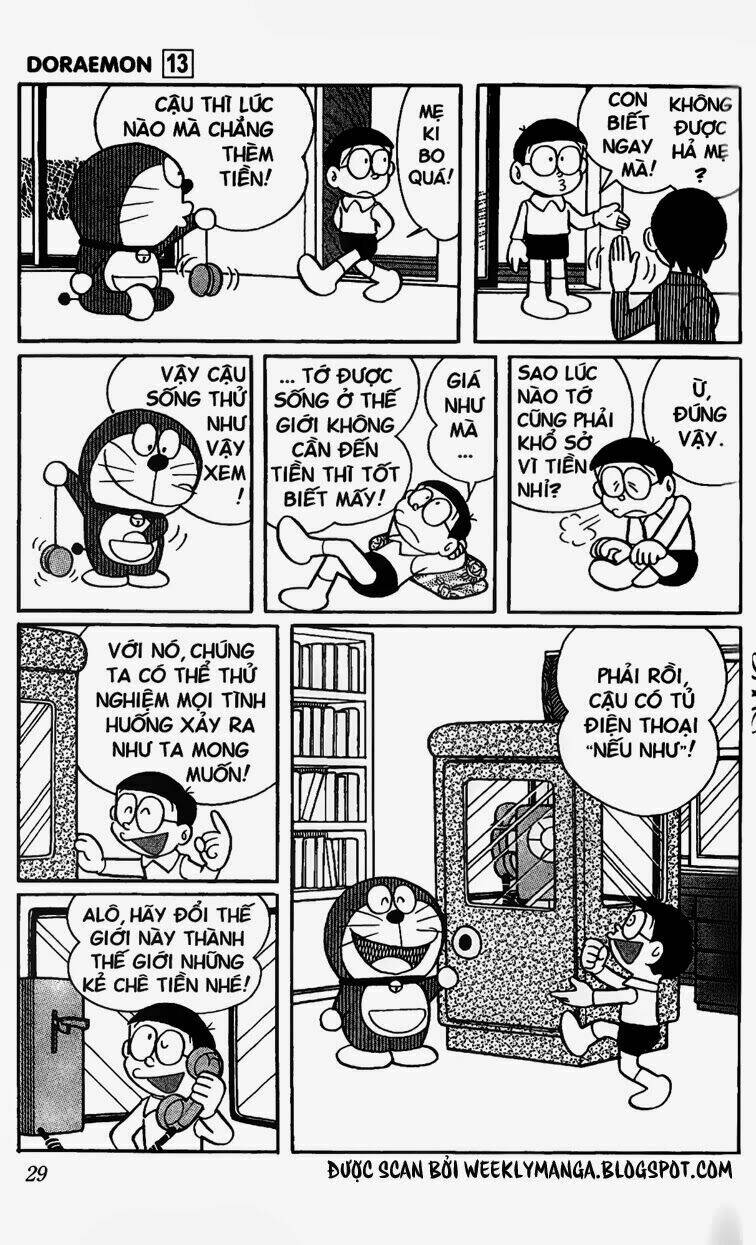 DORAEMON 13
KHÔNG
ĐƯỢC
HẢ MẸ
?
CON
BIẾT
NGAY
MÀ!
MẸ
KI
BO
QUÁ!
CẬU THÌ LÚC
NÀO MÀ CHẲNG
THÈM
TIỀN!
Ừ,
ĐÚNG
VẬY.
SAO LÚC
NÀO TỚ
CŨNG PHẢI
KHỔ SỞ
VÌ TIỀN
NHỈ?
GIÁ
NHƯ
MÀ
...
... TỚ ĐƯỢC
SỐNG Ở THẾ
GIỚI KHÔNG
CẦN ĐẾN
TIỀN THÌ TỐT
BIẾT MẤY!
VẬY CẬU
SỐNG THỬ
NHƯ
VẬY
XEM
!
PHẢI RỒI,
CẬU CÓ TỦ
ĐIỆN THOẠI
“NẾU NHƯ”!
VỚI NÓ, CHÚNG
TA CÓ THỂ THỬ
NGHIỆM MỌI TÌNH
HUỐNG XẢY RA
NHƯ TA MONG
MUỐN!
ALÔ, HÃY ĐỔI THẾ
GIỚI NÀY THÀNH
THẾ GIỚI NHỮNG
KẺ CHÊ TIỀN NHÉ!
29
ĐƯỢC SCAN BỞI WEEKLYMANGA.BLOGSPOT.COM